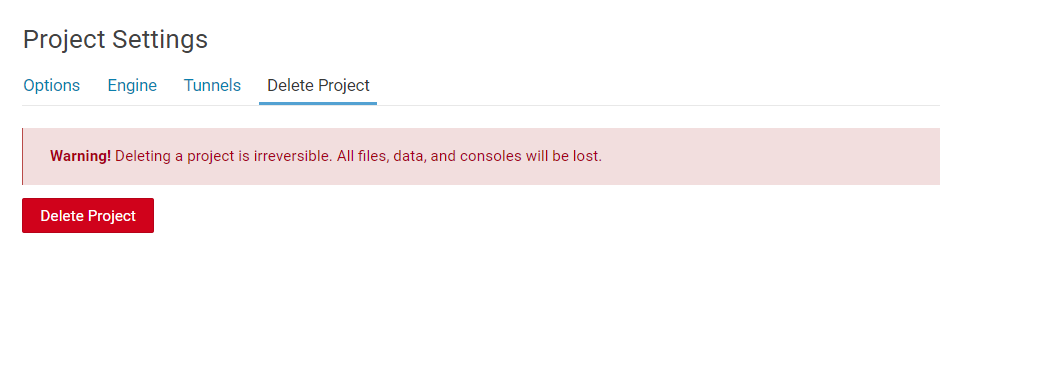 Project Settings
Options Engine Tunnels Delete Project
Warning! Deleting a project is irreversible. All files, data, and consoles will be lost.
Delete Project